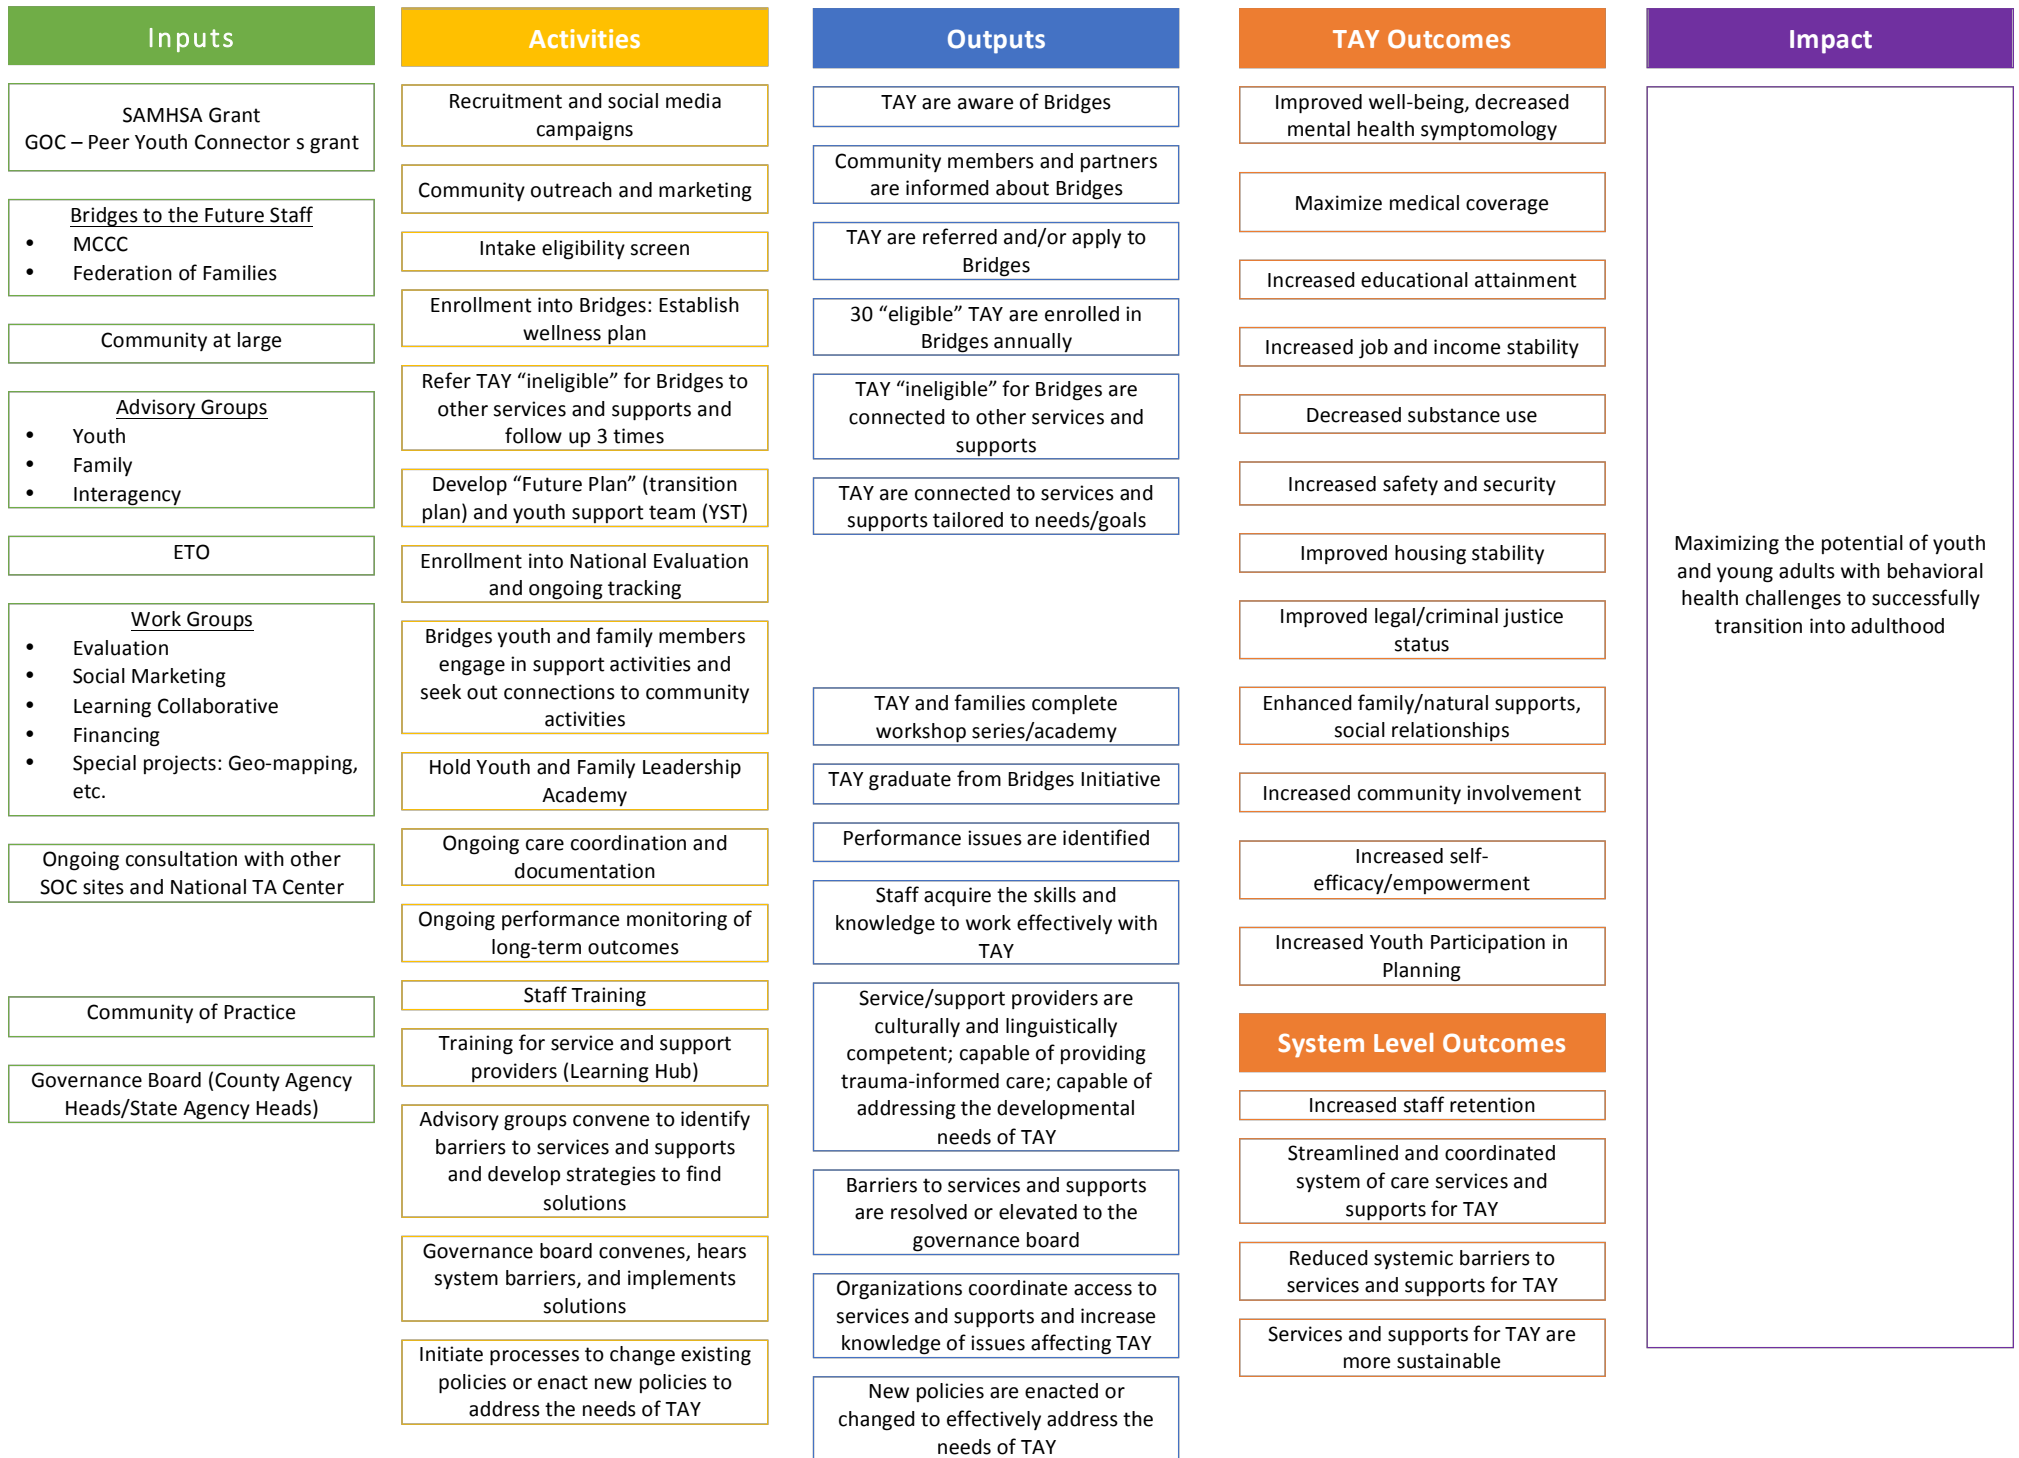 Inputs
SAMHSA Grant
GOC – Peer Youth Connector s grant
Bridges to the Future Staff
• MCCC
• Federation of Families
Community at large
Advisory Groups
• Youth
• Family
• Interagency
ETO
Work Groups
• Evaluation
• Social Marketing
• Learning Collaborative
• Financing
• Special projects: Geo-mapping,
etc.
Ongoing consultation with other
SOC sites and National TA Center
Community of Practice
Governance Board (County Agency
Heads/State Agency Heads)
Activities
Recruitment and social media
campaigns
Community outreach and marketing
Intake eligibility screen
Enrollment into Bridges: Establish
wellness plan
Refer TAY “ineligible” for Bridges to
other services and supports and
follow up 3 times
Develop “Future Plan” (transition
plan) and youth support team (YST)
Enrollment into National Evaluation
and ongoing tracking
Bridges youth and family members
engage in support activities and
seek out connections to community
activities
Hold Youth and Family Leadership
Academy
Ongoing care coordination and
documentation
Ongoing performance monitoring of
long-term outcomes
Staff Training
Training for service and support
providers (Learning Hub)
Advisory groups convene to identify
barriers to services and supports
and develop strategies to find
solutions
Governance board convenes, hears
system barriers, and implements
solutions
Initiate processes to change existing
policies or enact new policies to
address the needs of TAY
Outputs
TAY are aware of Bridges
Community members and partners
are informed about Bridges
TAY are referred and/or apply to
Bridges
30 “eligible” TAY are enrolled in
Bridges annually
TAY “ineligible” for Bridges are
connected to other services and
supports
TAY are connected to services and
supports tailored to needs/goals
TAY and families complete
workshop series/academy
TAY graduate from Bridges Initiative
Performance issues are identified
Staff acquire the skills and
knowledge to work effectively with
TAY
Service/support providers are
culturally and linguistically
competent; capable of providing
trauma-informed care; capable of
addressing the developmental
needs of TAY
Barriers to services and supports
are resolved or elevated to the
governance board
Organizations coordinate access to
services and supports and increase
knowledge of issues affecting TAY
New policies are enacted or
changed to effectively address the
needs of TAY
TAY Outcomes
Improved well-being, decreased
mental health symptomology
Maximize medical coverage
Increased educational attainment
Increased job and income stability
Decreased substance use
Increased safety and security
Improved housing stability
Improved legal/criminal justice
status
Enhanced family/natural supports,
social relationships
Increased community involvement
Increased self-
efficacy/empowerment
Increased Youth Participation in
Planning
System Level Outcomes
Increased staff retention
Streamlined and coordinated
system of care services and
supports for TAY
Reduced systemic barriers to
services and supports for TAY
Services and supports for TAY are
more sustainable
Impact
Maximizing the potential of youth
and young adults with behavioral
health challenges to successfully
transition into adulthood